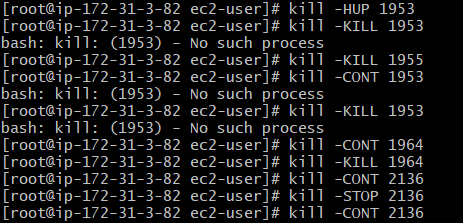 [root@ip-172-31-3-82 ec2-user]# kill -HUP 1953
[root@ip-172-31-3-82 ec2-user]# kill -KILL 1953
bash: kill: (1953) - No such process
[root@ip-172-31-3-82 ec2-user]# kill -KILL 1955
[root@ip-172-31-3-82 ec2-user]# kill -CONT 1953
bash: kill: (1953) - No such process
[root@ip-172-31-3-82 ec2-user]# kill -KILL 1953
bash: kill: (1953) - No such process
[root@ip-172-31-3-82 ec2-user]# kill -CONT 1964
[root@ip-172-31-3-82 ec2-user]# kill -KILL 1964
[root@ip-172-31-3-82 ec2-user]# kill -CONT 2136
[root@ip-172-31-3-82 ec2-user]# kill -STOP 2136
[root@ip-172-31-3-82 ec2-user]# kill -CONT 2136